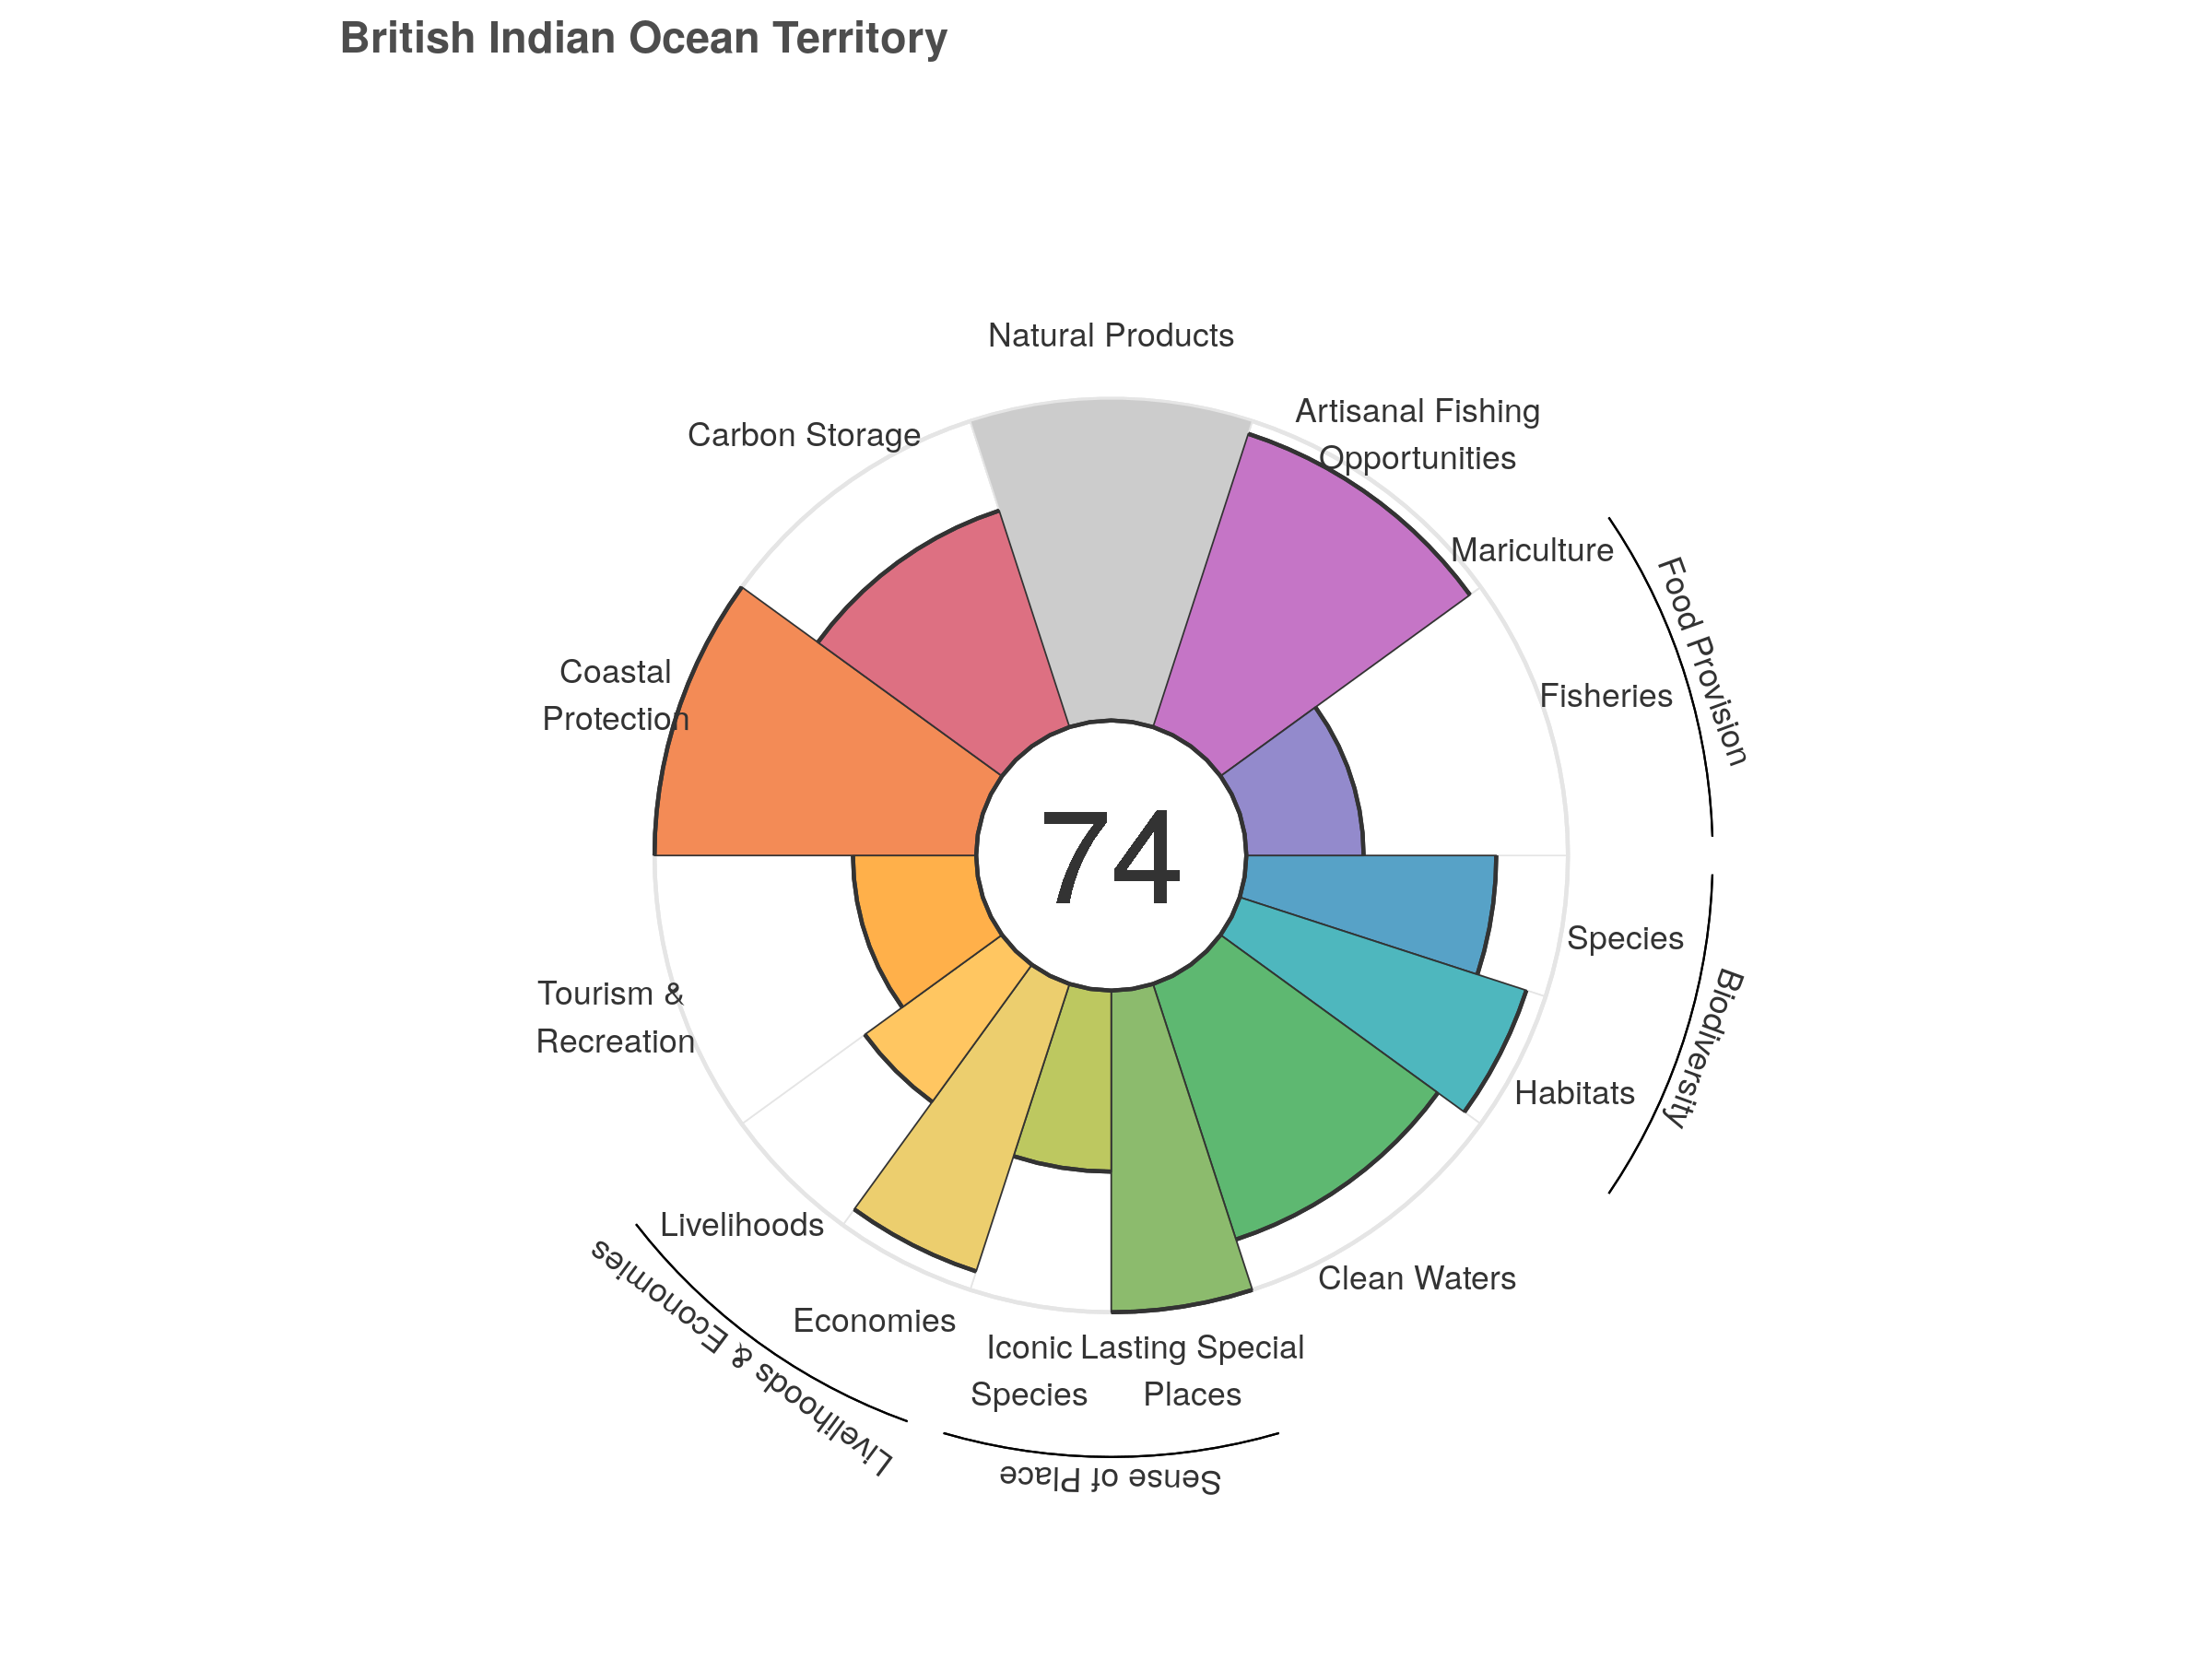 British Indian Ocean Territory
Natural Products
Artisanal Fishing
Opportunities
Carbon Storage
Mariculture
Food Provision
Fisheries
Coastal
Protection
74
Species
Biodiversity
Habitats
Tourism &
Recreation
Livelihoods
Clean Waters
Economies
Livelihoods & Economies
Iconic
Species
Lasting Special
Places
Sense of Place